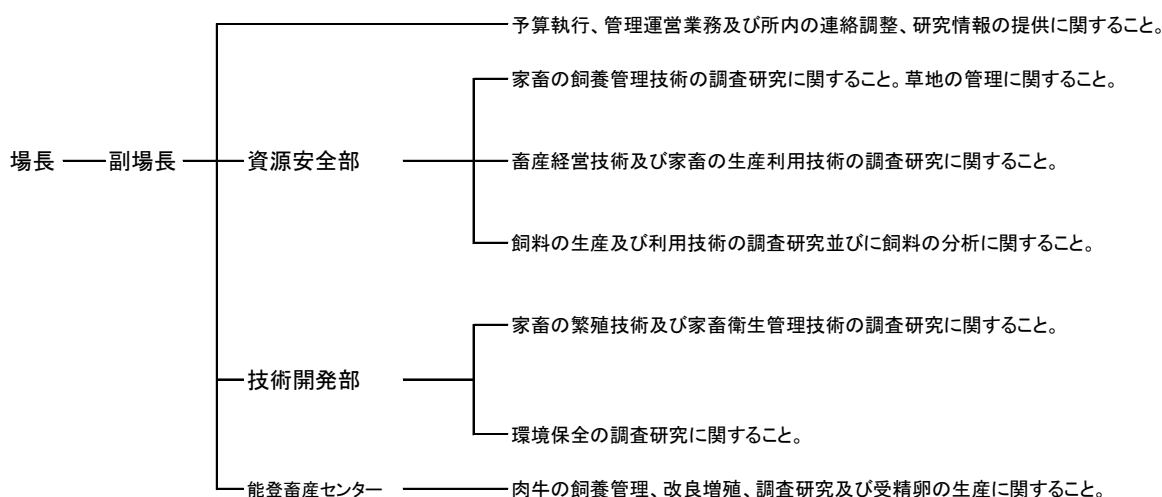 予算執行、管理運営業務及び所内の連絡調整、研究情報の提供に関すること。
家畜の飼養管理技術の調査研究に関すること。草地の管理に関すること。
場長
副場長
資源安全部
畜産経営技術及び家畜の生産利用技術の調査研究に関すること。
飼料の生産及び利用技術の調査研究並びに飼料の分析に関すること。
家畜の繁殖技術及び家畜衛生管理技術の調査研究に関すること。
技術開発部
環境保全の調査研究に関すること。
能登畜産センター
肉牛の飼養管理、改良増殖、調査研究及び受精卵の生産に関すること。